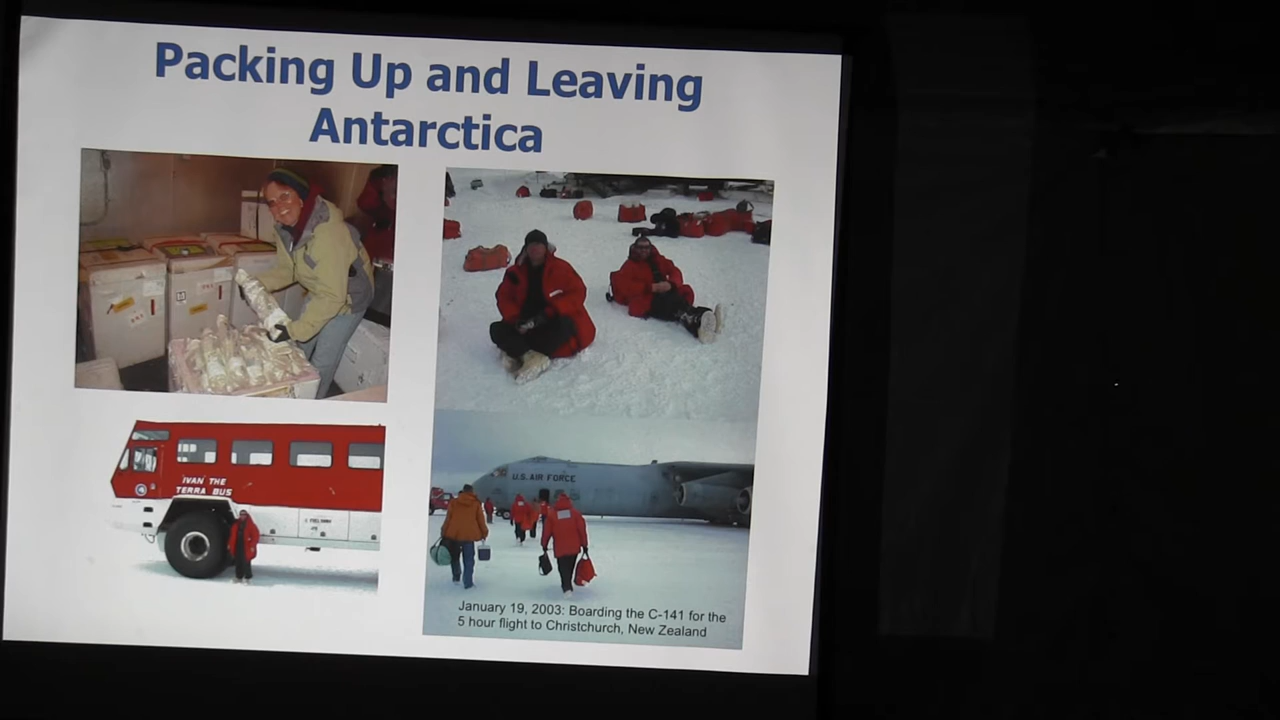 Packing Up and Leaving
Antarctica
IVAN THE
TERRA BUS
U.S. AIR FORCE
January 19, 2003: Boarding the C-141 for the
5 hour flight to Christchurch, New Zealand